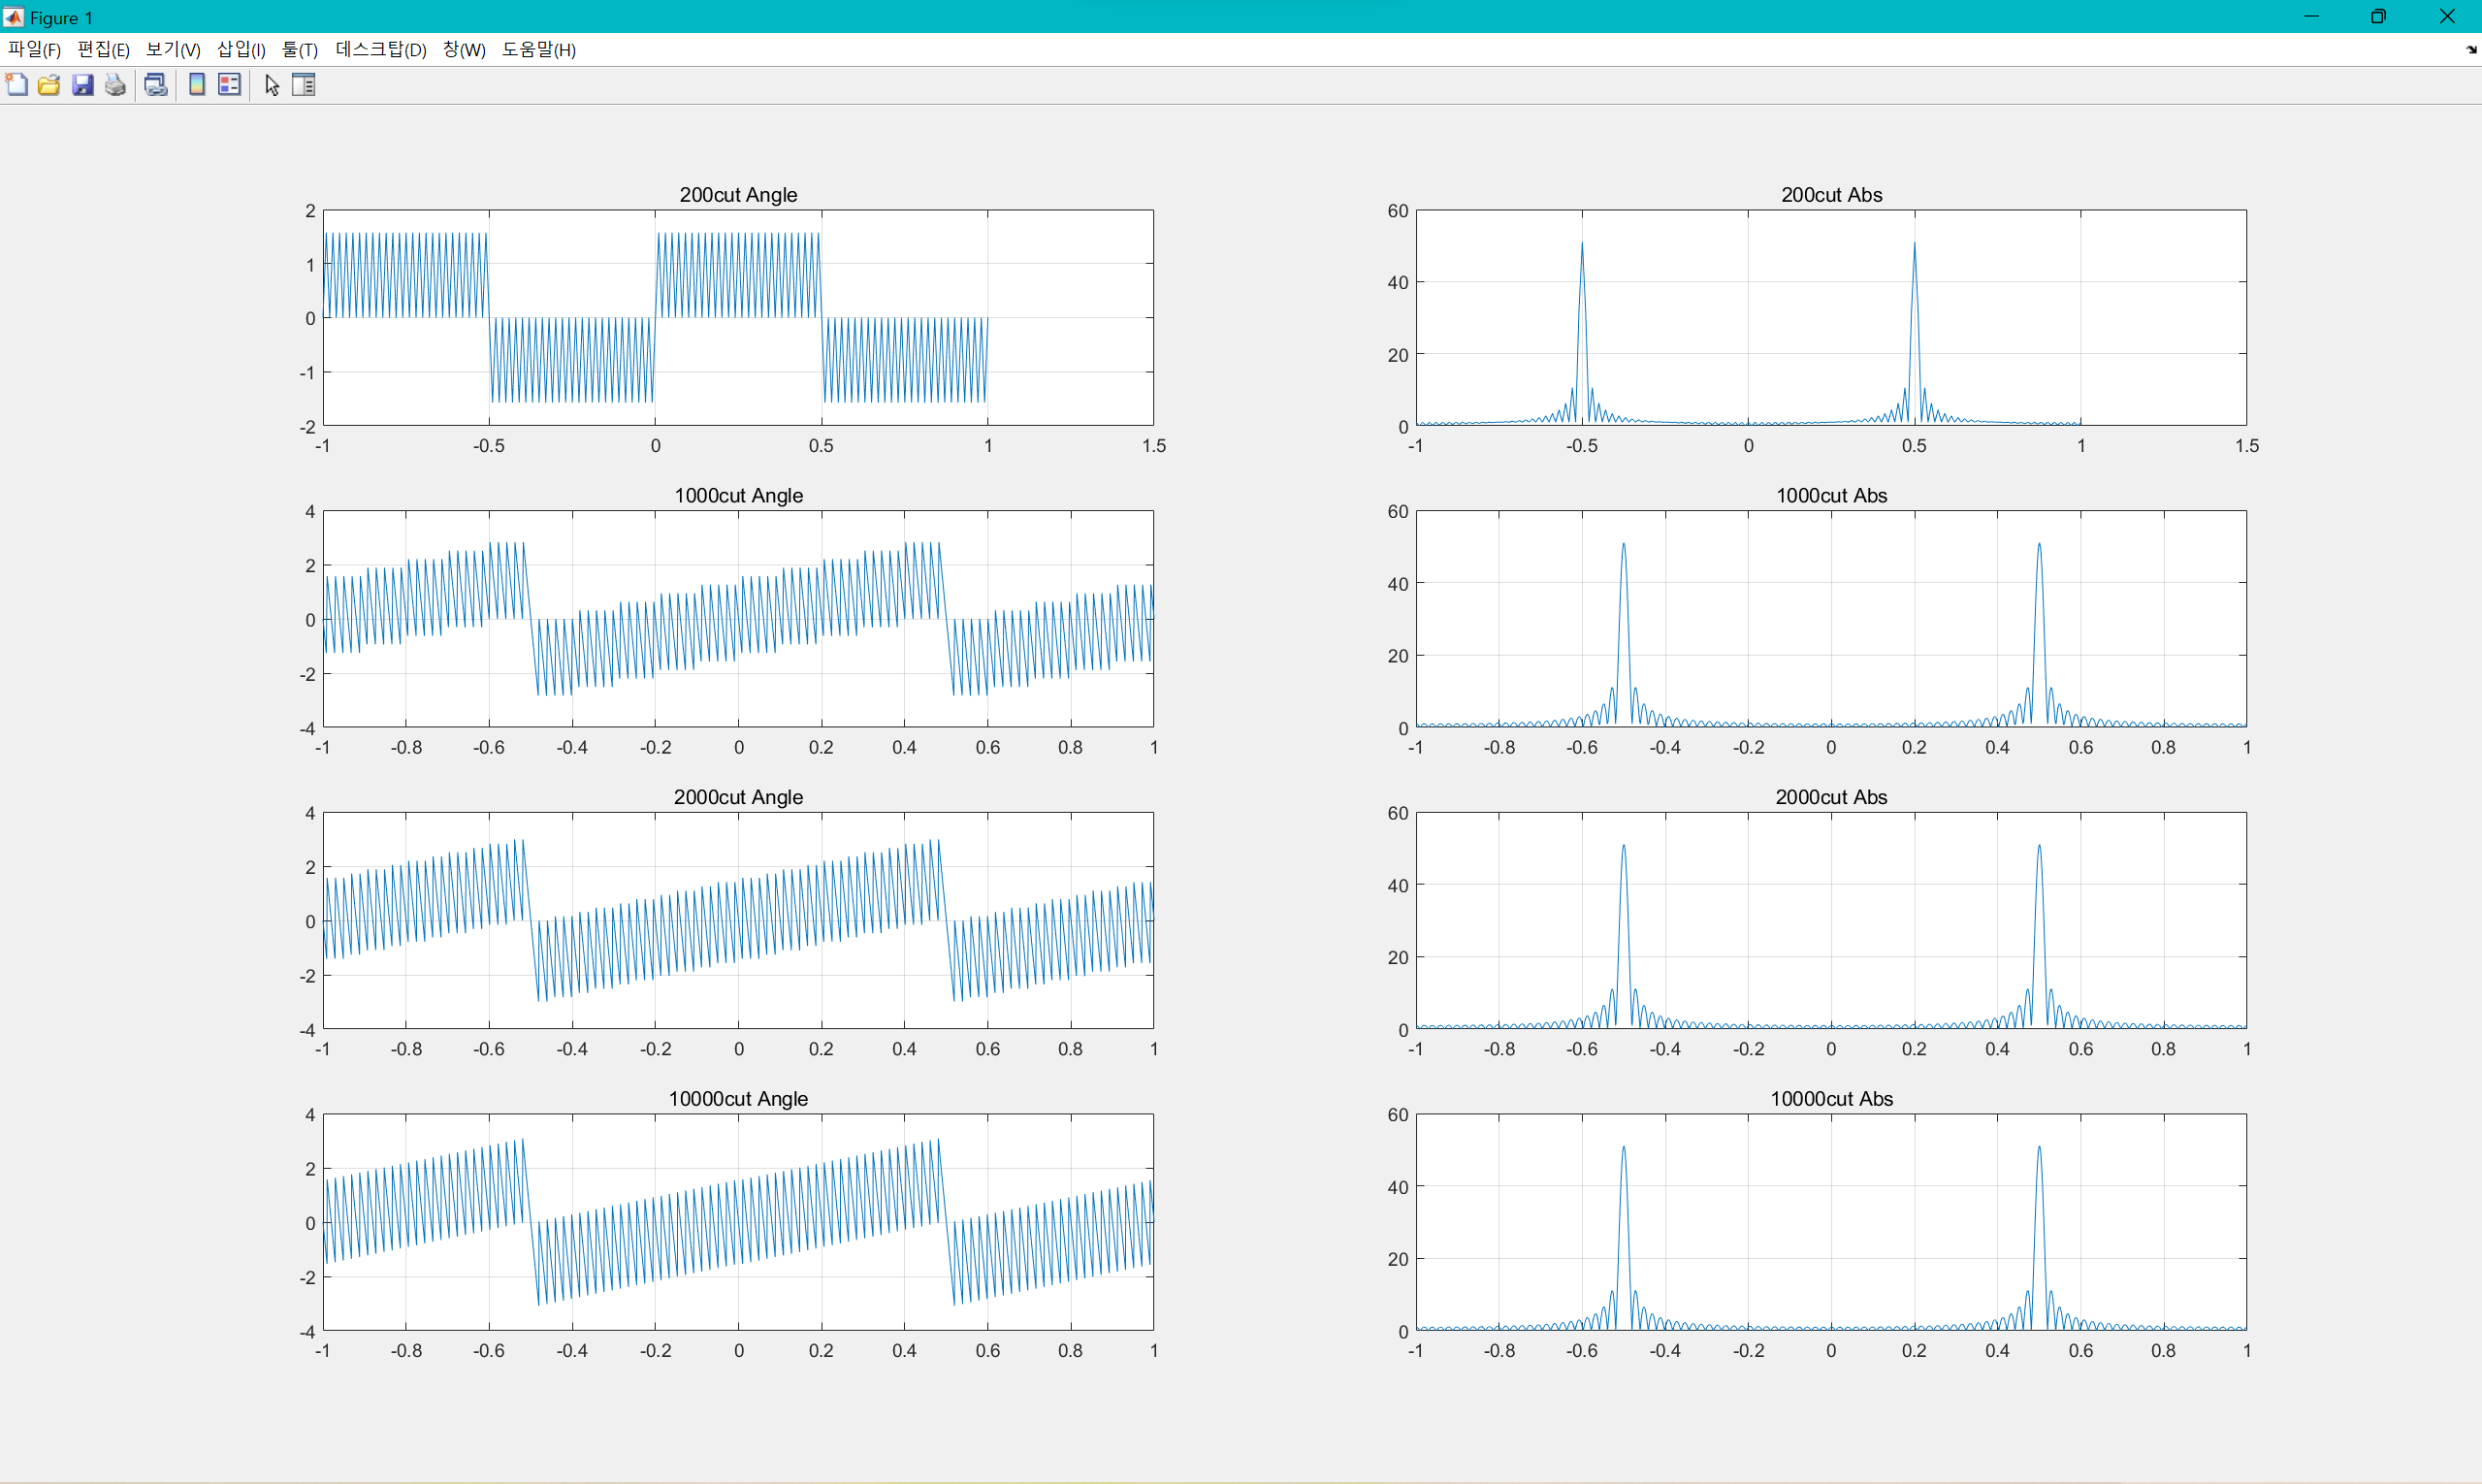 Figure 1
파일(F) 편집(E) 보기(V) 삽입(I) 툴(T) 데스크탑(D) 창(W) 도움말(H)
200cut Angle
2
1
0
-1
-2
-1 -0.5 0 0.5 1 1.5
200cut Abs
60
40
20
0
-1 -0.5 0 0.5 1 1.5
1000cut Angle
4
2
0
-2
-4
-1 -0.8 -0.6 -0.4 -0.2 0 0.2 0.4 0.6 0.8 1
1000cut Abs
60
40
20
0
-1 -0.8 -0.6 -0.4 -0.2 0 0.2 0.4 0.6 0.8 1
2000cut Angle
4
2
0
-2
-4
-1 -0.8 -0.6 -0.4 -0.2 0 0.2 0.4 0.6 0.8 1
2000cut Abs
60
40
20
0
-1 -0.8 -0.6 -0.4 -0.2 0 0.2 0.4 0.6 0.8 1
10000cut Angle
4
2
0
-2
-4
-1 -0.8 -0.6 -0.4 -0.2 0 0.2 0.4 0.6 0.8 1
10000cut Abs
60
40
20
0
-1 -0.8 -0.6 -0.4 -0.2 0 0.2 0.4 0.6 0.8 1